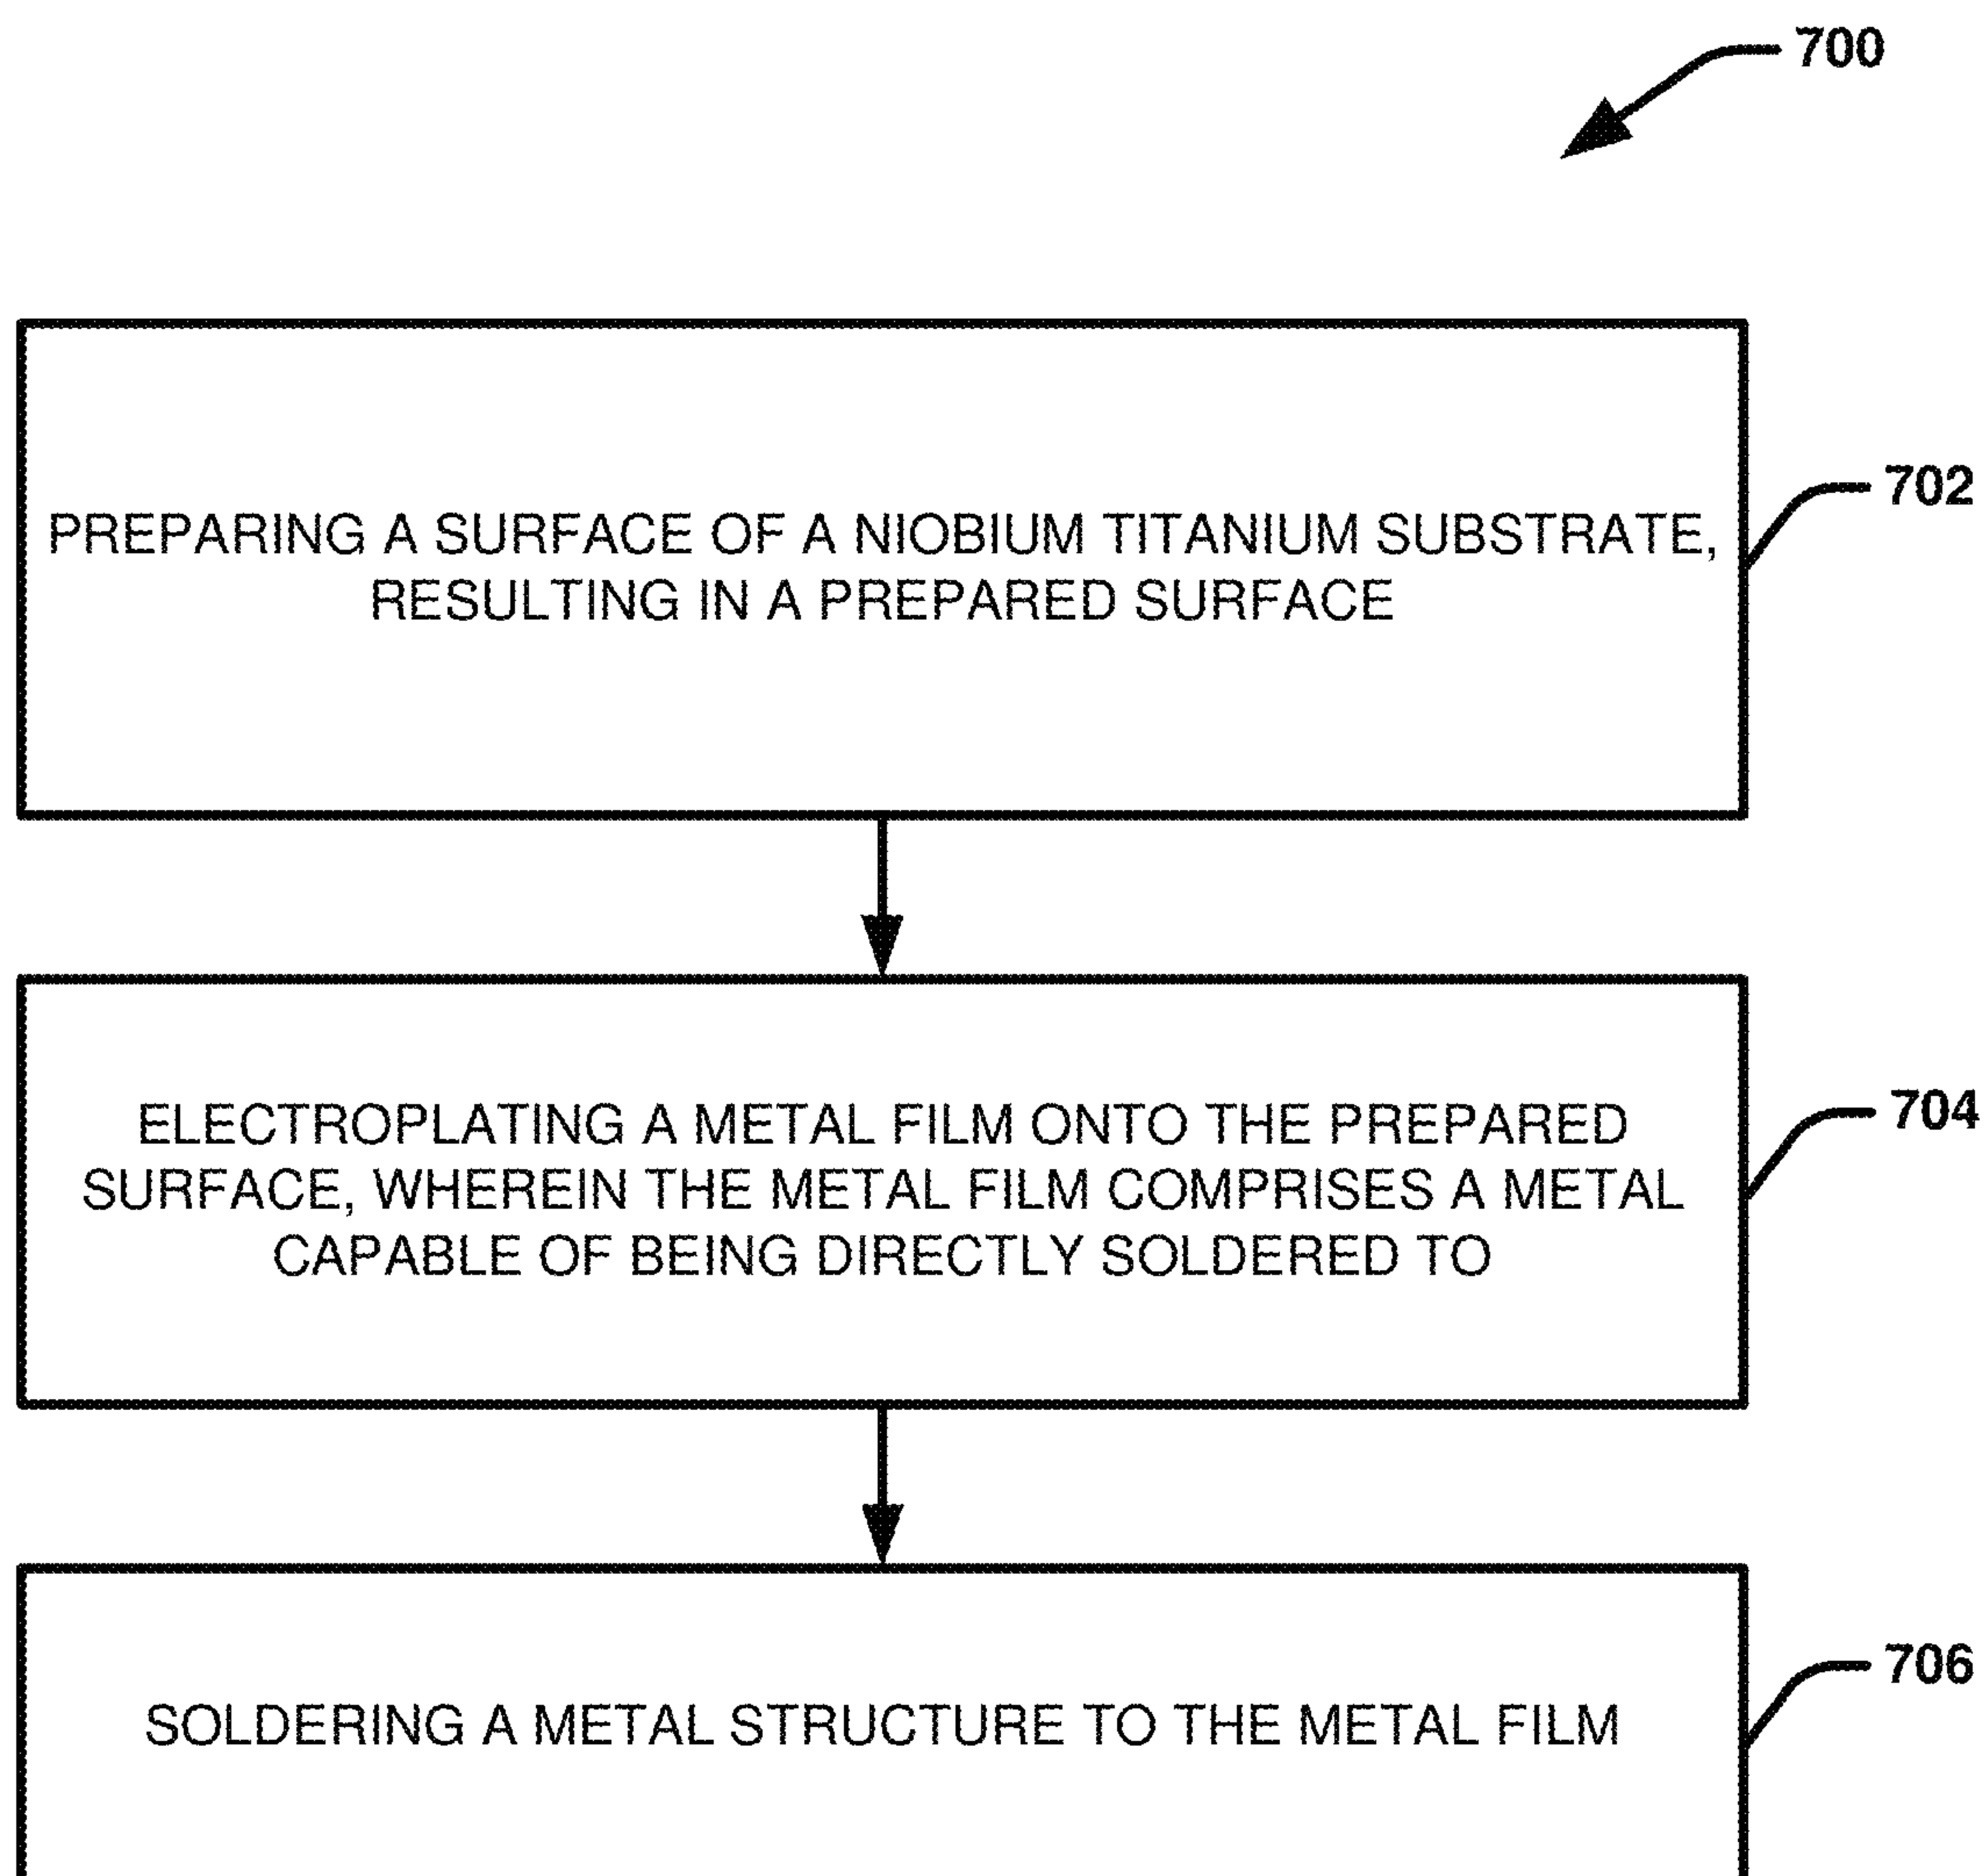 700
PREPARING A SURFACE OF A NIOBIUM TITANIUM SUBSTRATE,
RESULTING IN A PREPARED SURFACE
702
ELECTROPLATING A METAL FILM ONTO THE PREPARED
SURFACE, WHEREIN THE METAL FILM COMPRISES A METAL
CAPABLE OF BEING DIRECTLY SOLDERED TO
704
SOLDERING A METAL STRUCTURE TO THE METAL FILM
706